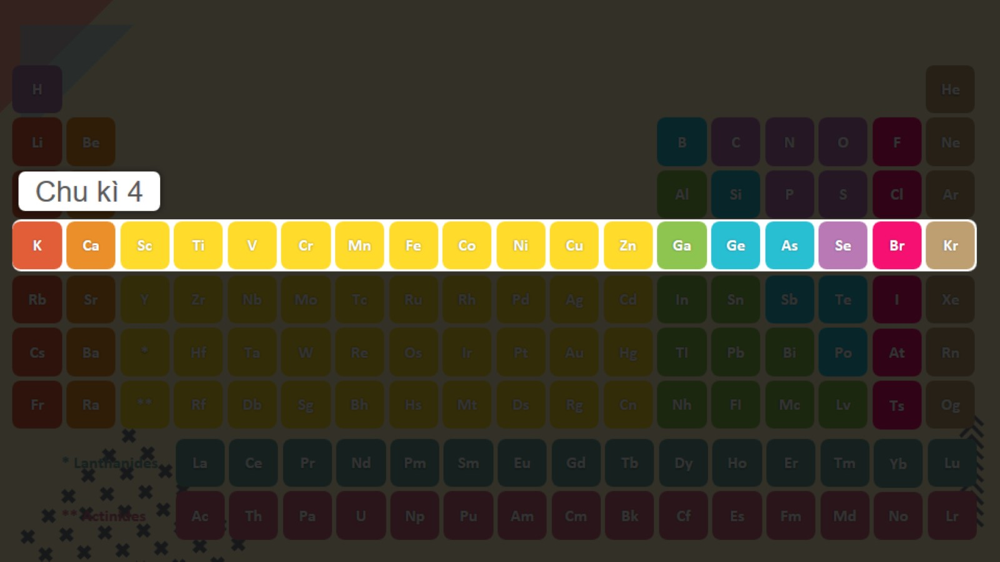 H He
Li Be B C N O F Ne
Chu kì 4 Al Si P S Cl Ar
K Ca Sc Ti V Cr Mn Fe Co Ni Cu Zn Ga Ge As Se Br Kr
Rb Sr Y Zr Nb Mo Tc Ru Rh Pd Ag Cd In Sn Sb Te I Xe
Cs Ba * Hf Ta W Re Os Ir Pt Au Hg Tl Pb Bi Po At Rn
Fr Ra ** Rf Db Sg Bh Hs Mt Ds Rg Cn Nh Fl Mc Lv Ts Og
* Lanthanides La Ce Pr Nd Pm Sm Eu Gd Tb Dy Ho Er Tm Yb Lu
** Actinides Ac Th Pa U Np Pu Am Cm Bk Cf Es Fm Md No Lr